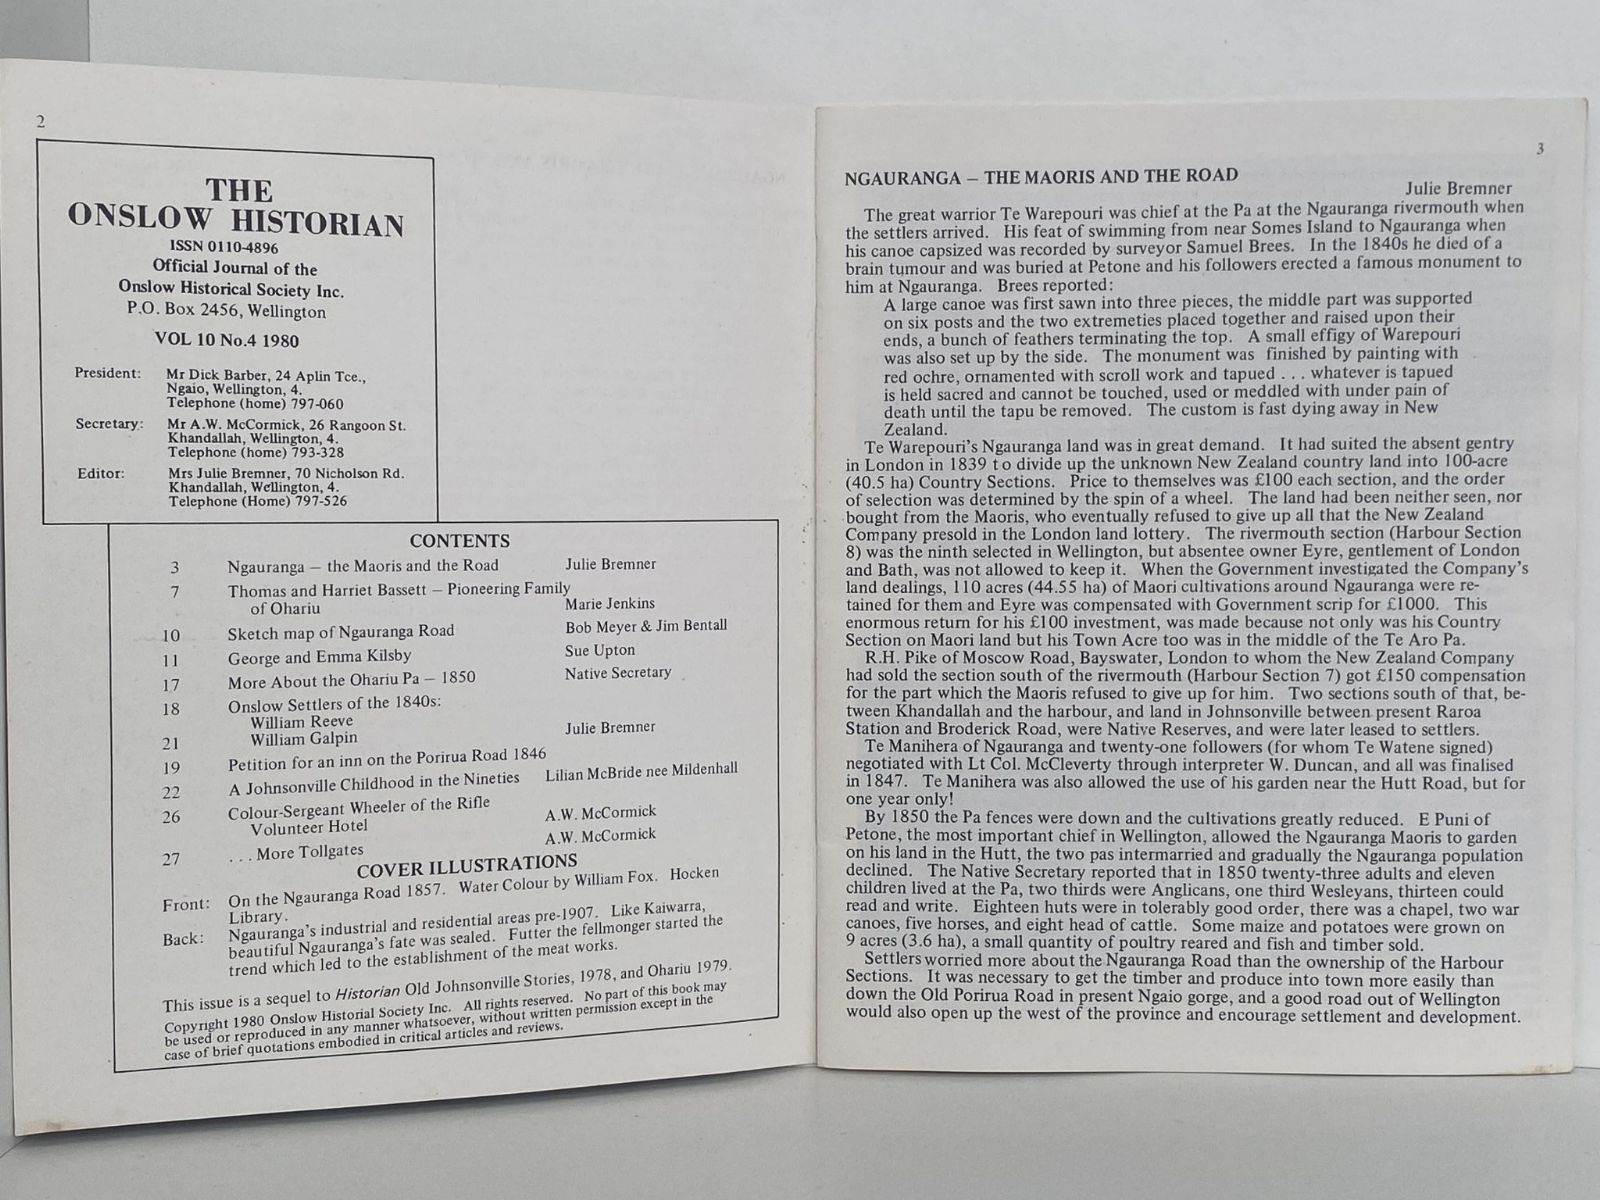 2
THE
ONSLOW HISTORIAN
ISSN 0110-4896
Official Journal of the
Onslow Historical Society Inc.
P.O. Box 2456, Wellington
VOL 10 No.4 1980
President: Mr Dick Barber, 24 Aplin Tce.,
Ngaio, Wellington, 4.
Telephone (home) 797-060
Secretary: Mr A.W. McCormick, 26 Rangoon St.
Khandallah, Wellington, 4.
Telephone (home) 793-328
Editor: Mrs Julie Bremner, 70 Nicholson Rd.
Khandallah, Wellington, 4.
Telephone (Home) 797-526
CONTENTS
3 Ngauranga – the Maoris and the Road Julie Bremner
7 Thomas and Harriet Bassett – Pioneering Family
of Ohariu Marie Jenkins
10 Sketch map of Ngauranga Road Bob Meyer & Jim Bentall
11 George and Emma Kilsby Sue Upton
17 More About the Ohariu Pa – 1850 Native Secretary
18 Onslow Settlers of the 1840s:
William Reeve
21 William Galpin Julie Bremner
19 Petition for an inn on the Porirua Road 1846
22 A Johnsonville Childhood in the Nineties Lilian McBride nee Mildenhall
26 Colour-Sergeant Wheeler of the Rifle
Volunteer Hotel A.W. McCormick
27 . . . More Tollgates A.W. McCormick
COVER ILLUSTRATIONS
Front: On the Ngauranga Road 1857. Water Colour by William Fox. Hocken
Library.
Back: Ngauranga's industrial and residential areas pre-1907. Like Kaiwarra,
beautiful Ngauranga's fate was sealed. Futter the fellmonger started the
trend which led to the establishment of the meat works.
This issue is a sequel to Historian Old Johnsonville Stories, 1978, and Ohariu 1979.
Copyright 1980 Onslow Historial Society Inc. All rights reserved. No part of this book may
be used or reproduced in any manner whatsoever, without written permission except in the
case of brief quotations embodied in critical articles and reviews.
3
NGAURANGA – THE MAORIS AND THE ROAD
Julie Bremner
The great warrior Te Warepouri was chief at the Pa at the Ngauranga rivermouth when
the settlers arrived. His feat of swimming from near Somes Island to Ngauranga when
his canoe capsized was recorded by surveyor Samuel Brees. In the 1840s he died of a
brain tumour and was buried at Petone and his followers erected a famous monument to
him at Ngauranga. Brees reported:
A large canoe was first sawn into three pieces, the middle part was supported
on six posts and the two extremeties placed together and raised upon their
ends, a bunch of feathers terminating the top. A small effigy of Warepouri
was also set up by the side. The monument was finished by painting with
red ochre, ornamented with scroll work and tapued . . . whatever is tapued
is held sacred and cannot be touched, used or meddled with under pain of
death until the tapu be removed. The custom is fast dying away in New
Zealand.
Te Warepouri's Ngauranga land was in great demand. It had suited the absent gentry
in London in 1839 to divide up the unknown New Zealand country land into 100-acre
(40.5 ha) Country Sections. Price to themselves was £100 each section, and the order
of selection was determined by the spin of a wheel. The land had been neither seen, nor
bought from the Maoris, who eventually refused to give up all that the New Zealand
Company presold in the London land lottery. The rivermouth section (Harbour Section
8) was the ninth selected in Wellington, but absentee owner Eyre, gentlement of London
and Bath, was not allowed to keep it. When the Government investigated the Company's
land dealings, 110 acres (44.55 ha) of Maori cultivations around Ngauranga were re-
tained for them and Eyre was compensated with Government scrip for £1000. This
enormous return for his £100 investment, was made because not only was his Country
Section on Maori land but his Town Acre too was in the middle of the Te Aro Pa.
R.H. Pike of Moscow Road, Bayswater, London to whom the New Zealand Company
had sold the section south of the rivermouth (Harbour Section 7) got £150 compensation
for the part which the Maoris refused to give up for him. Two sections south of that, be-
tween Khandallah and the harbour, and land in Johnsonville between present Raroa
Station and Broderick Road, were Native Reserves, and were later leased to settlers.
Te Manihera of Ngauranga and twenty-one followers (for whom Te Watene signed)
negotiated with Lt Col. McCleverty through interpreter W. Duncan, and all was finalised
in 1847. Te Manihera was also allowed the use of his garden near the Hutt Road, but for
one year only!
By 1850 the Pa fences were down and the cultivations greatly reduced. E Puni of
Petone, the most important chief in Wellington, allowed the Ngauranga Maoris to garden
on his land in the Hutt, the two pas intermarried and gradually the Ngauranga population
declined. The Native Secretary reported that in 1850 twenty-three adults and eleven
children lived at the Pa, two thirds were Anglicans, one third Wesleyans, thirteen could
read and write. Eighteen huts were in tolerably good order, there was a chapel, two war
canoes, five horses, and eight head of cattle. Some maize and potatoes were grown on
9 acres (3.6 ha), a small quantity of poultry reared and fish and timber sold.
Settlers worried more about the Ngauranga Road than the ownership of the Harbour
Sections. It was necessary to get the timber and produce into town more easily than
down the Old Porirua Road in present Ngaio gorge, and a good road out of Wellington
would also open up the west of the province and encourage settlement and development.